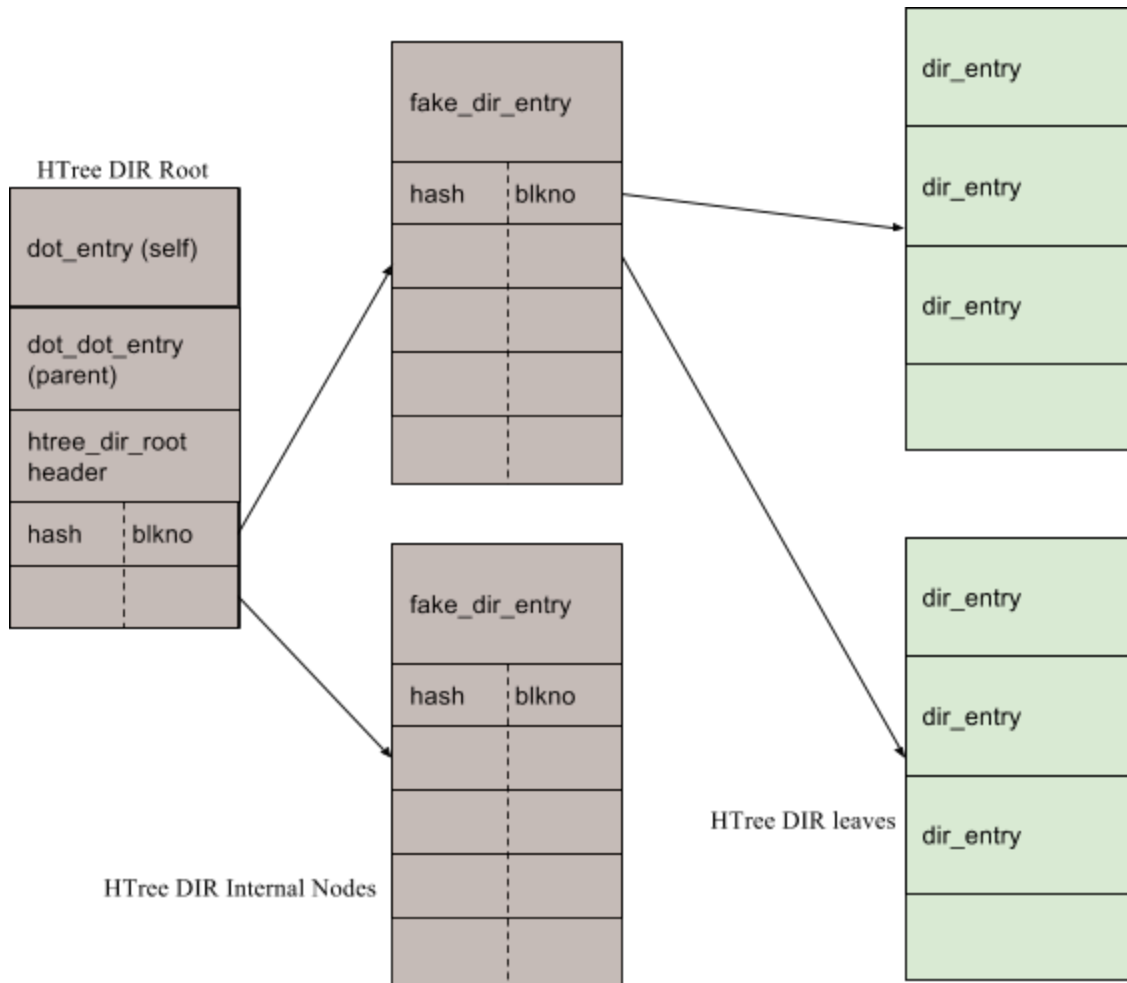 HTree DIR Root
dot_entry (self)
dot_dot_entry
(parent)
htree_dir_root
header
hash blkno
fake_dir_entry
hash blkno
fake_dir_entry
hash blkno
HTree DIR Internal Nodes
dir_entry
dir_entry
dir_entry
dir_entry
dir_entry
dir_entry
HTree DIR leaves